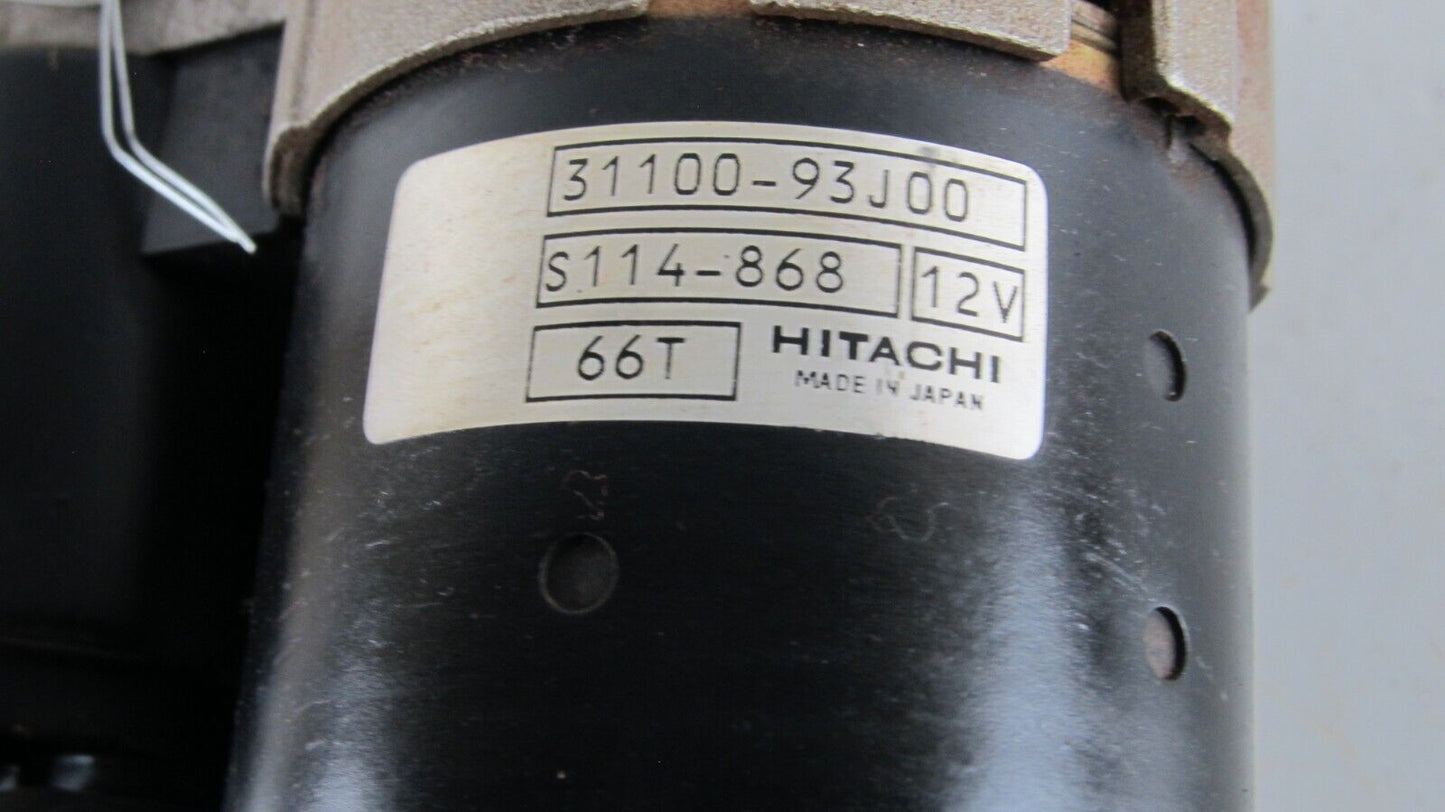 31100-93J00
S114-868 12V
66T HITACHI
MADE IN JAPAN